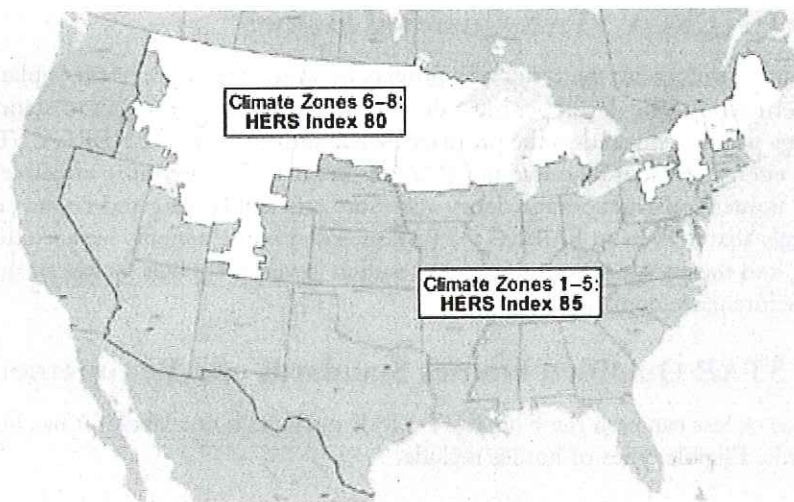 Climate Zones 6–8:
HERS Index 80
Climate Zones 1–5:
HERS Index 85